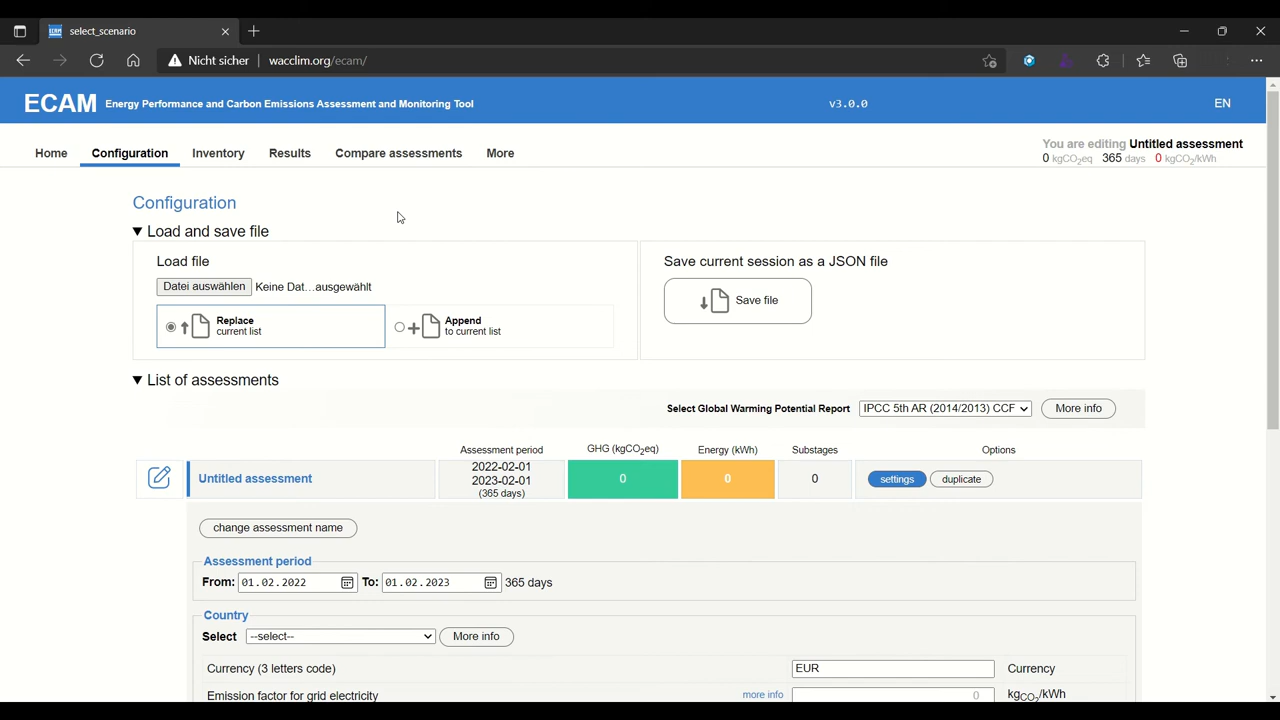 select_scenario
Nicht sicher wacclim.org/ecam/
ECAM Energy Performance and Carbon Emissions Assessment and Monitoring Tool v3.0.0 EN
Home Configuration Inventory Results Compare assessments More
You are editing Untitled assessment
0 kgCO2eq 365 days 0 kgCO2/kWh
Configuration
▼ Load and save file
Load file
Datei auswählen Keine Dat...ausgewählt
Replace
current list
Append
to current list
Save current session as a JSON file
Save file
▼ List of assessments
Select Global Warming Potential Report IPCC 5th AR (2014/2013) CCF More info
Assessment period GHG (kgCO2eq) Energy (kWh) Substages Options
Untitled assessment
2022-02-01
2023-02-01
(365 days)
0 0 0 settings duplicate
change assessment name
Assessment period
From: 01.02.2022 To: 01.02.2023 365 days
Country
Select --select-- More info
Currency (3 letters code) EUR Currency
Emission factor for grid electricity more info 0 kgCO2/kWh